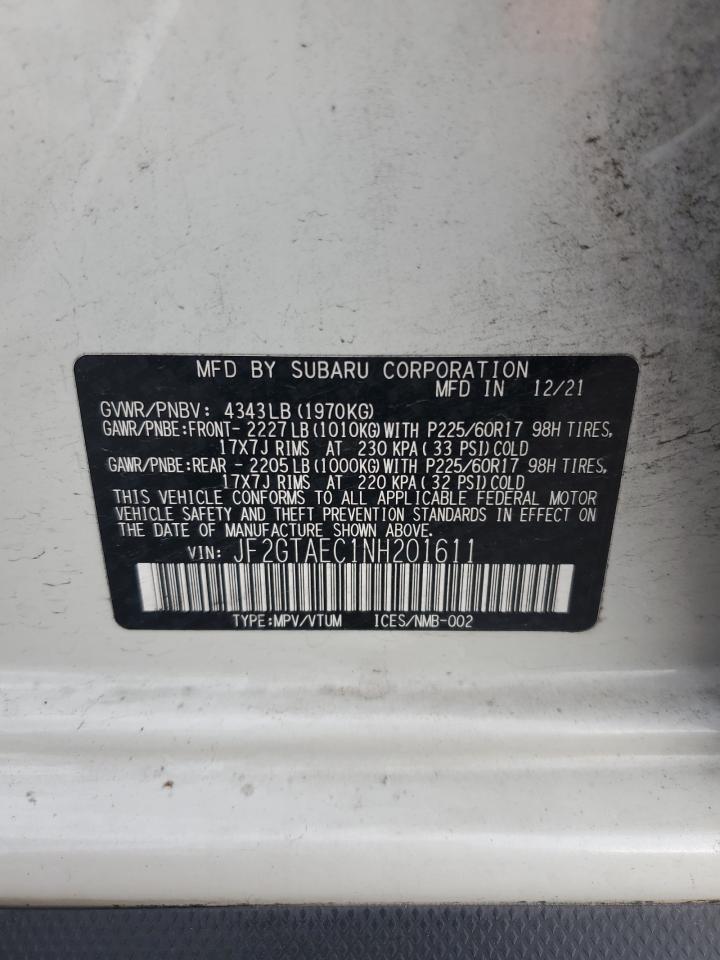 MFD BY SUBARU CORPORATION
MFD IN 12/21
GVWR/PNBV: 4343LB (1970KG)
GAWR/PNBE:FRONT- 2227LB (1010KG) WITH P225/60R17 98H TIRES,
17X7J RIMS AT 230 KPA ( 33 PSI) COLD
GAWR/PNBE:REAR - 2205LB (1000KG) WITH P225/60R17 98H TIRES,
17X7J RIMS AT 220 KPA ( 32 PSI) COLD
THIS VEHICLE CONFORMS TO ALL APPLICABLE FEDERAL MOTOR
VEHICLE SAFETY AND THEFT PREVENTION STANDARDS IN EFFECT ON
THE DATE OF MANUFACTURE SHOWN ABOVE.
VIN: JF2GTAEC1NH201611
TYPE:MPV/VTUM ICES/NMB-002